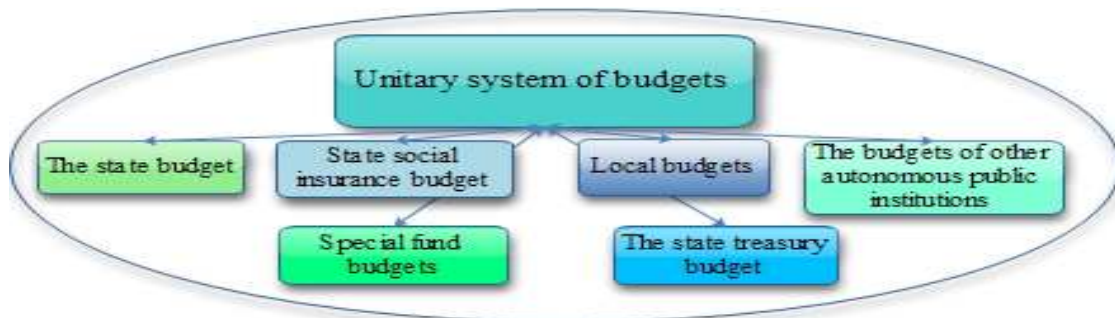 Unitary system of budgets
The state budget
State social
insurance budget
Local budgets
The budgets of other
autonomous public
institutions
Special fund
budgets
The state treasury
budget